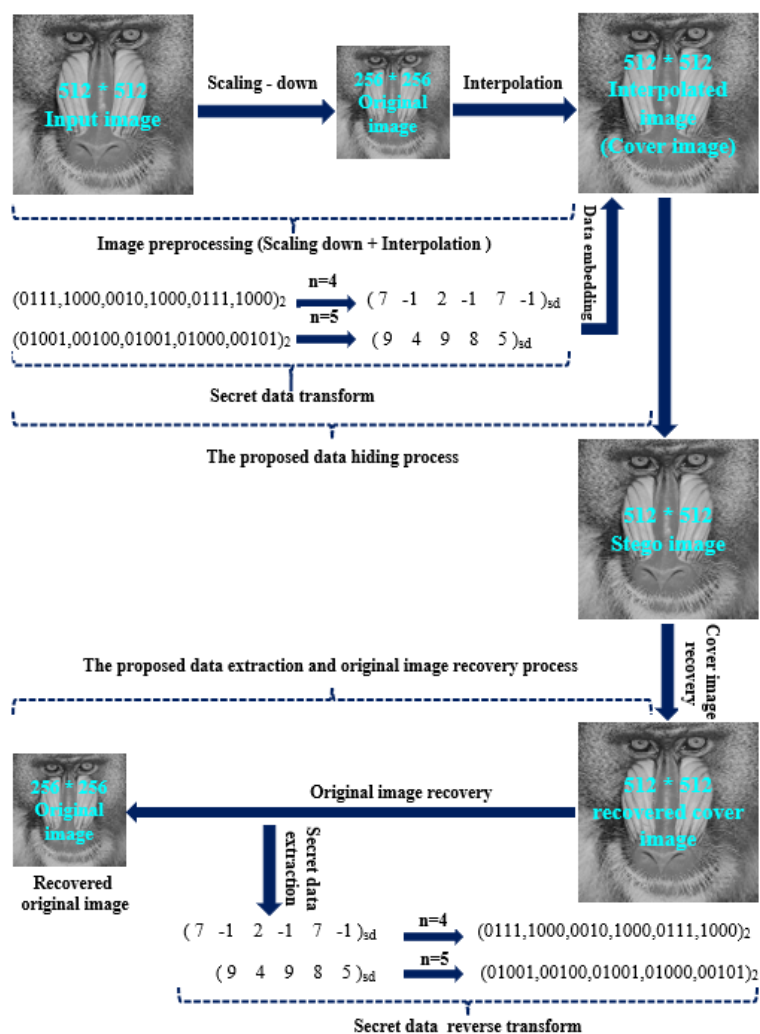 512 * 512
Input image
Scaling - down
256 * 256
Original
image
Interpolation
512 * 512
Interpolated
image
(Cover image)
Image preprocessing (Scaling down + Interpolation )
Data embedding
(0111,1000,0010,1000,0111,1000)2
n=4
( 7 -1 2 -1 7 -1 )sd
(01001,00100,01001,01000,00101)2
n=5
( 9 4 9 8 5 )sd
Secret data transform
The proposed data hiding process
512 * 512
Stego image
Cover image
recovery
The proposed data extraction and original image recovery process
512 * 512
recovered cover
image
Original image recovery
256 * 256
Original
image
Recovered
original image
Secret data
extraction
( 7 -1 2 -1 7 -1 )sd
n=4
(0111,1000,0010,1000,0111,1000)2
( 9 4 9 8 5 )sd
n=5
(01001,00100,01001,01000,00101)2
Secret data reverse transform